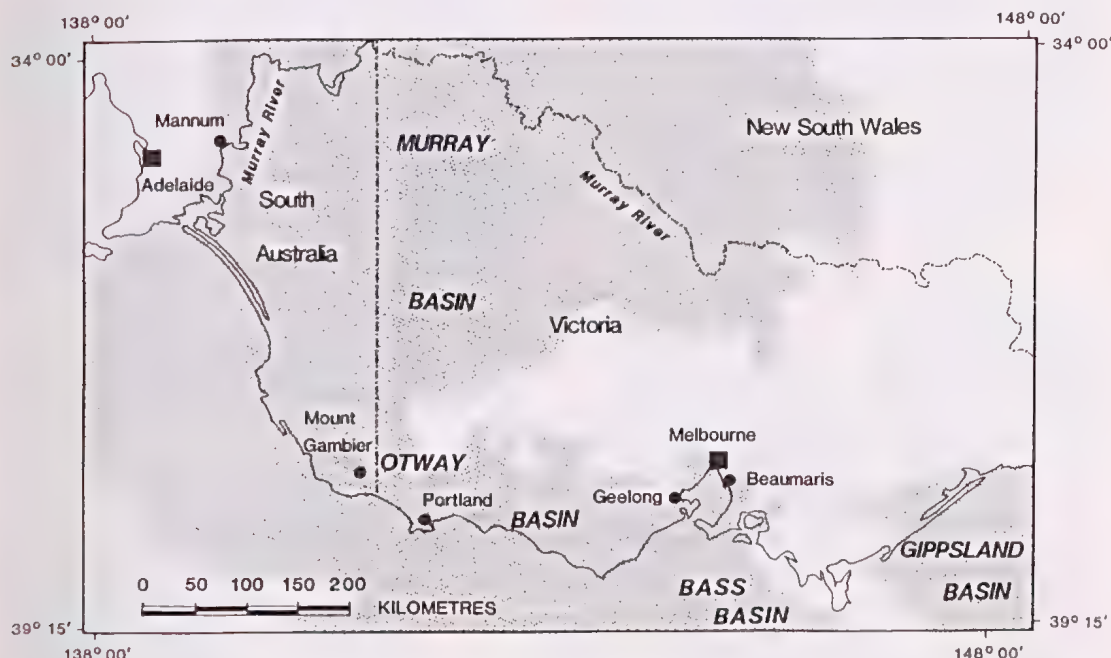 138° 00′
148° 00′
34° 00′
34° 00′
Mannum
Murray River
MURRAY
New South Wales
Adelaide
South
Murray River
Australia
BASIN
Victoria
Mount
Gambier
Melbourne
OTWAY
Beaumaris
Portland
Geelong
BASIN
GIPPSLAND
0 50 100 150 200
KILOMETRES
BASS
BASIN
BASIN
39° 15′
39° 15′
138° 00′
148° 00′